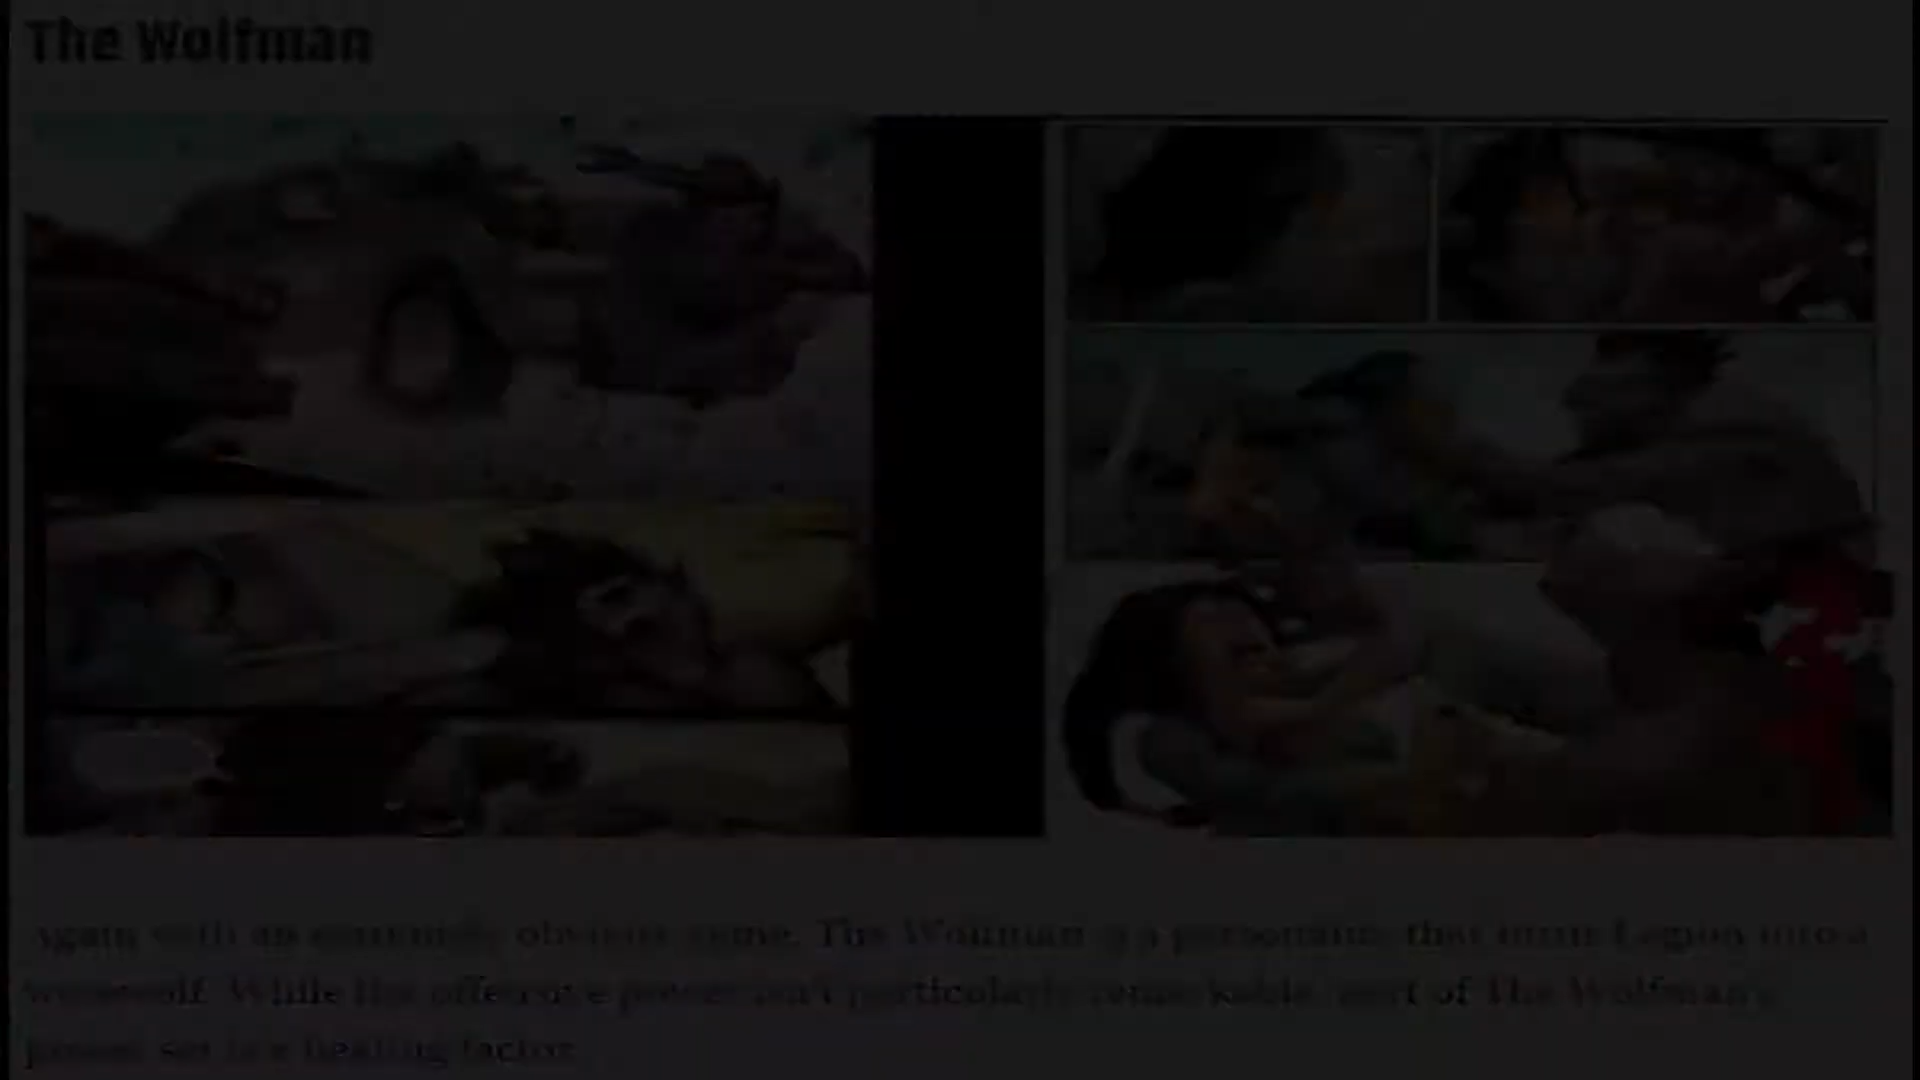 The Wolfman
Again with an extremely obvious name, The Wolfman is a personality that turns Legion into a
werewolf. While the offensive power isn't particularly remarkable, part of The Wolfman's
power set is a healing factor.